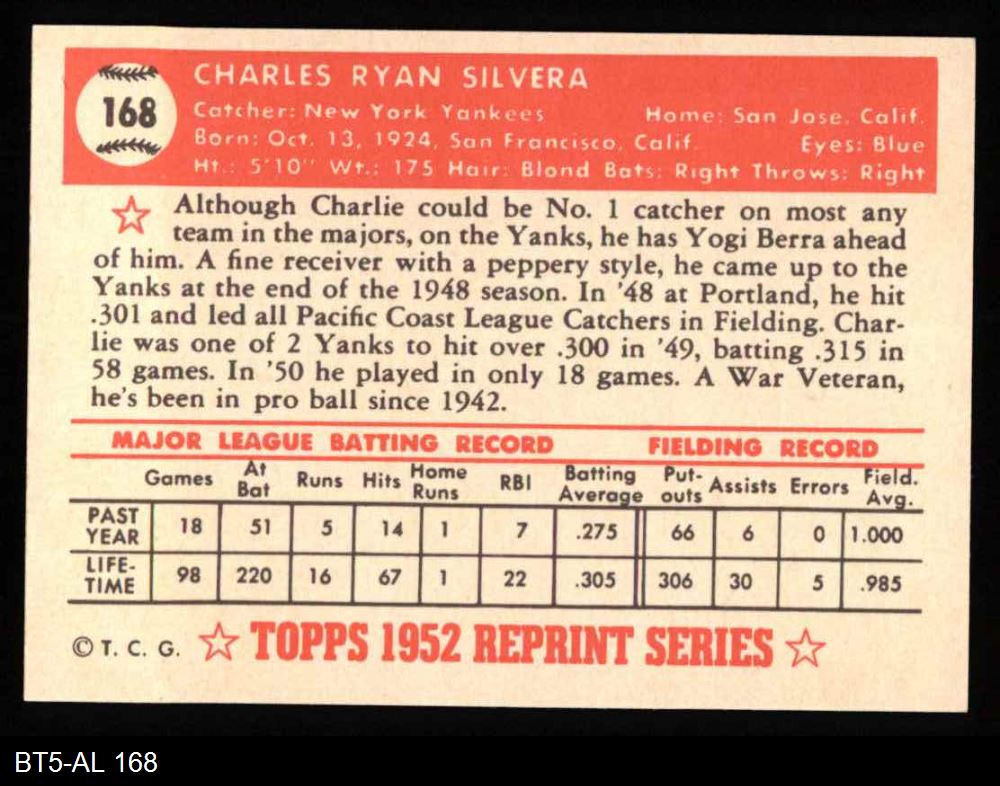 168
CHARLES RYAN SILVERA
Catcher: New York Yankees Home: San Jose, Calif.
Born: Oct. 13, 1924, San Francisco, Calif. Eyes: Blue
Ht.: 5'10" Wt.: 175 Hair: Blond Bats: Right Throws: Right
Although Charlie could be No. 1 catcher on most any
team in the majors, on the Yanks, he has Yogi Berra ahead
of him. A fine receiver with a peppery style, he came up to the
Yanks at the end of the 1948 season. In '48 at Portland, he hit
.301 and led all Pacific Coast League Catchers in Fielding. Char-
lie was one of 2 Yanks to hit over .300 in '49, batting .315 in
58 games. In '50 he played in only 18 games. A War Veteran,
he's been in pro ball since 1942.
MAJOR LEAGUE BATTING RECORD FIELDING RECORD
Games At Bat Runs Hits Home Runs RBI Batting Average Put-outs Assists Errors Field. Avg.
PAST YEAR 18 51 5 14 1 7 .275 66 6 0 1.000
LIFE-TIME 98 220 16 67 1 22 .305 306 30 5 .985
© T. C. G. TOPPS 1952 REPRINT SERIES
BT5-AL 168